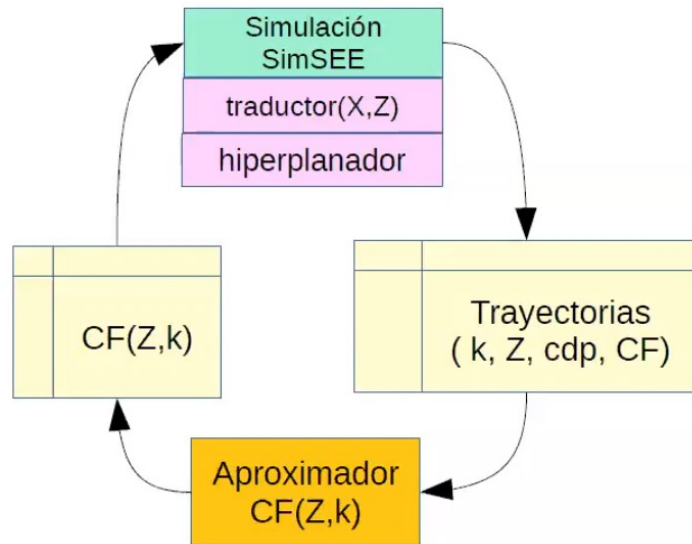 Simulación
SimSEE
traductor(X,Z)
hiperplanador
CF(Z,k)
Trayectorias
( k, Z, cdp, CF)
Aproximador
CF(Z,k)